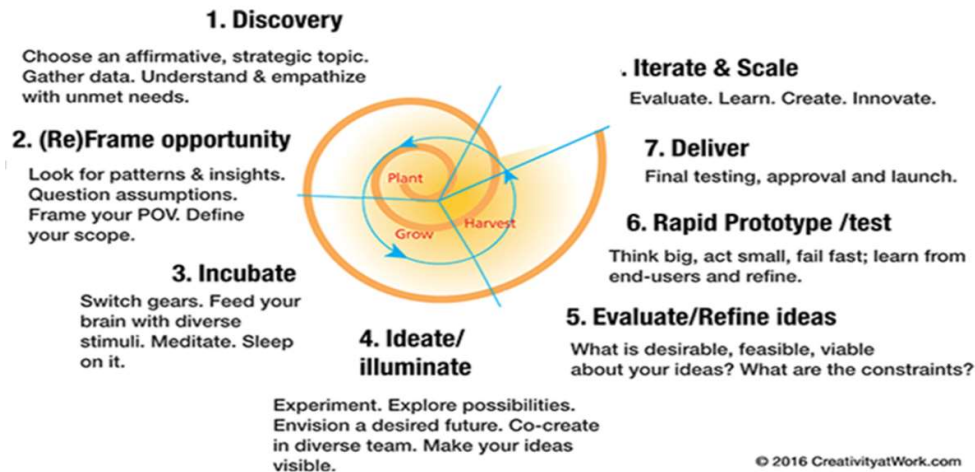 1. Discovery
Choose an affirmative, strategic topic.
Gather data. Understand & empathize
with unmet needs.
2. (Re)Frame opportunity
Look for patterns & insights.
Question assumptions.
Frame your POV. Define
your scope.
3. Incubate
Switch gears. Feed your
brain with diverse
stimuli. Meditate. Sleep
on it.
4. Ideate/
illuminate
Experiment. Explore possibilities.
Envision a desired future. Co-create
in diverse team. Make your ideas
visible.
5. Evaluate/Refine ideas
What is desirable, feasible, viable
about your ideas? What are the constraints?
6. Rapid Prototype /test
Think big, act small, fail fast; learn from
end-users and refine.
7. Deliver
Final testing, approval and launch.
. Iterate & Scale
Evaluate. Learn. Create. Innovate.
Plant
Grow
Harvest
© 2016 CreativityatWork.com